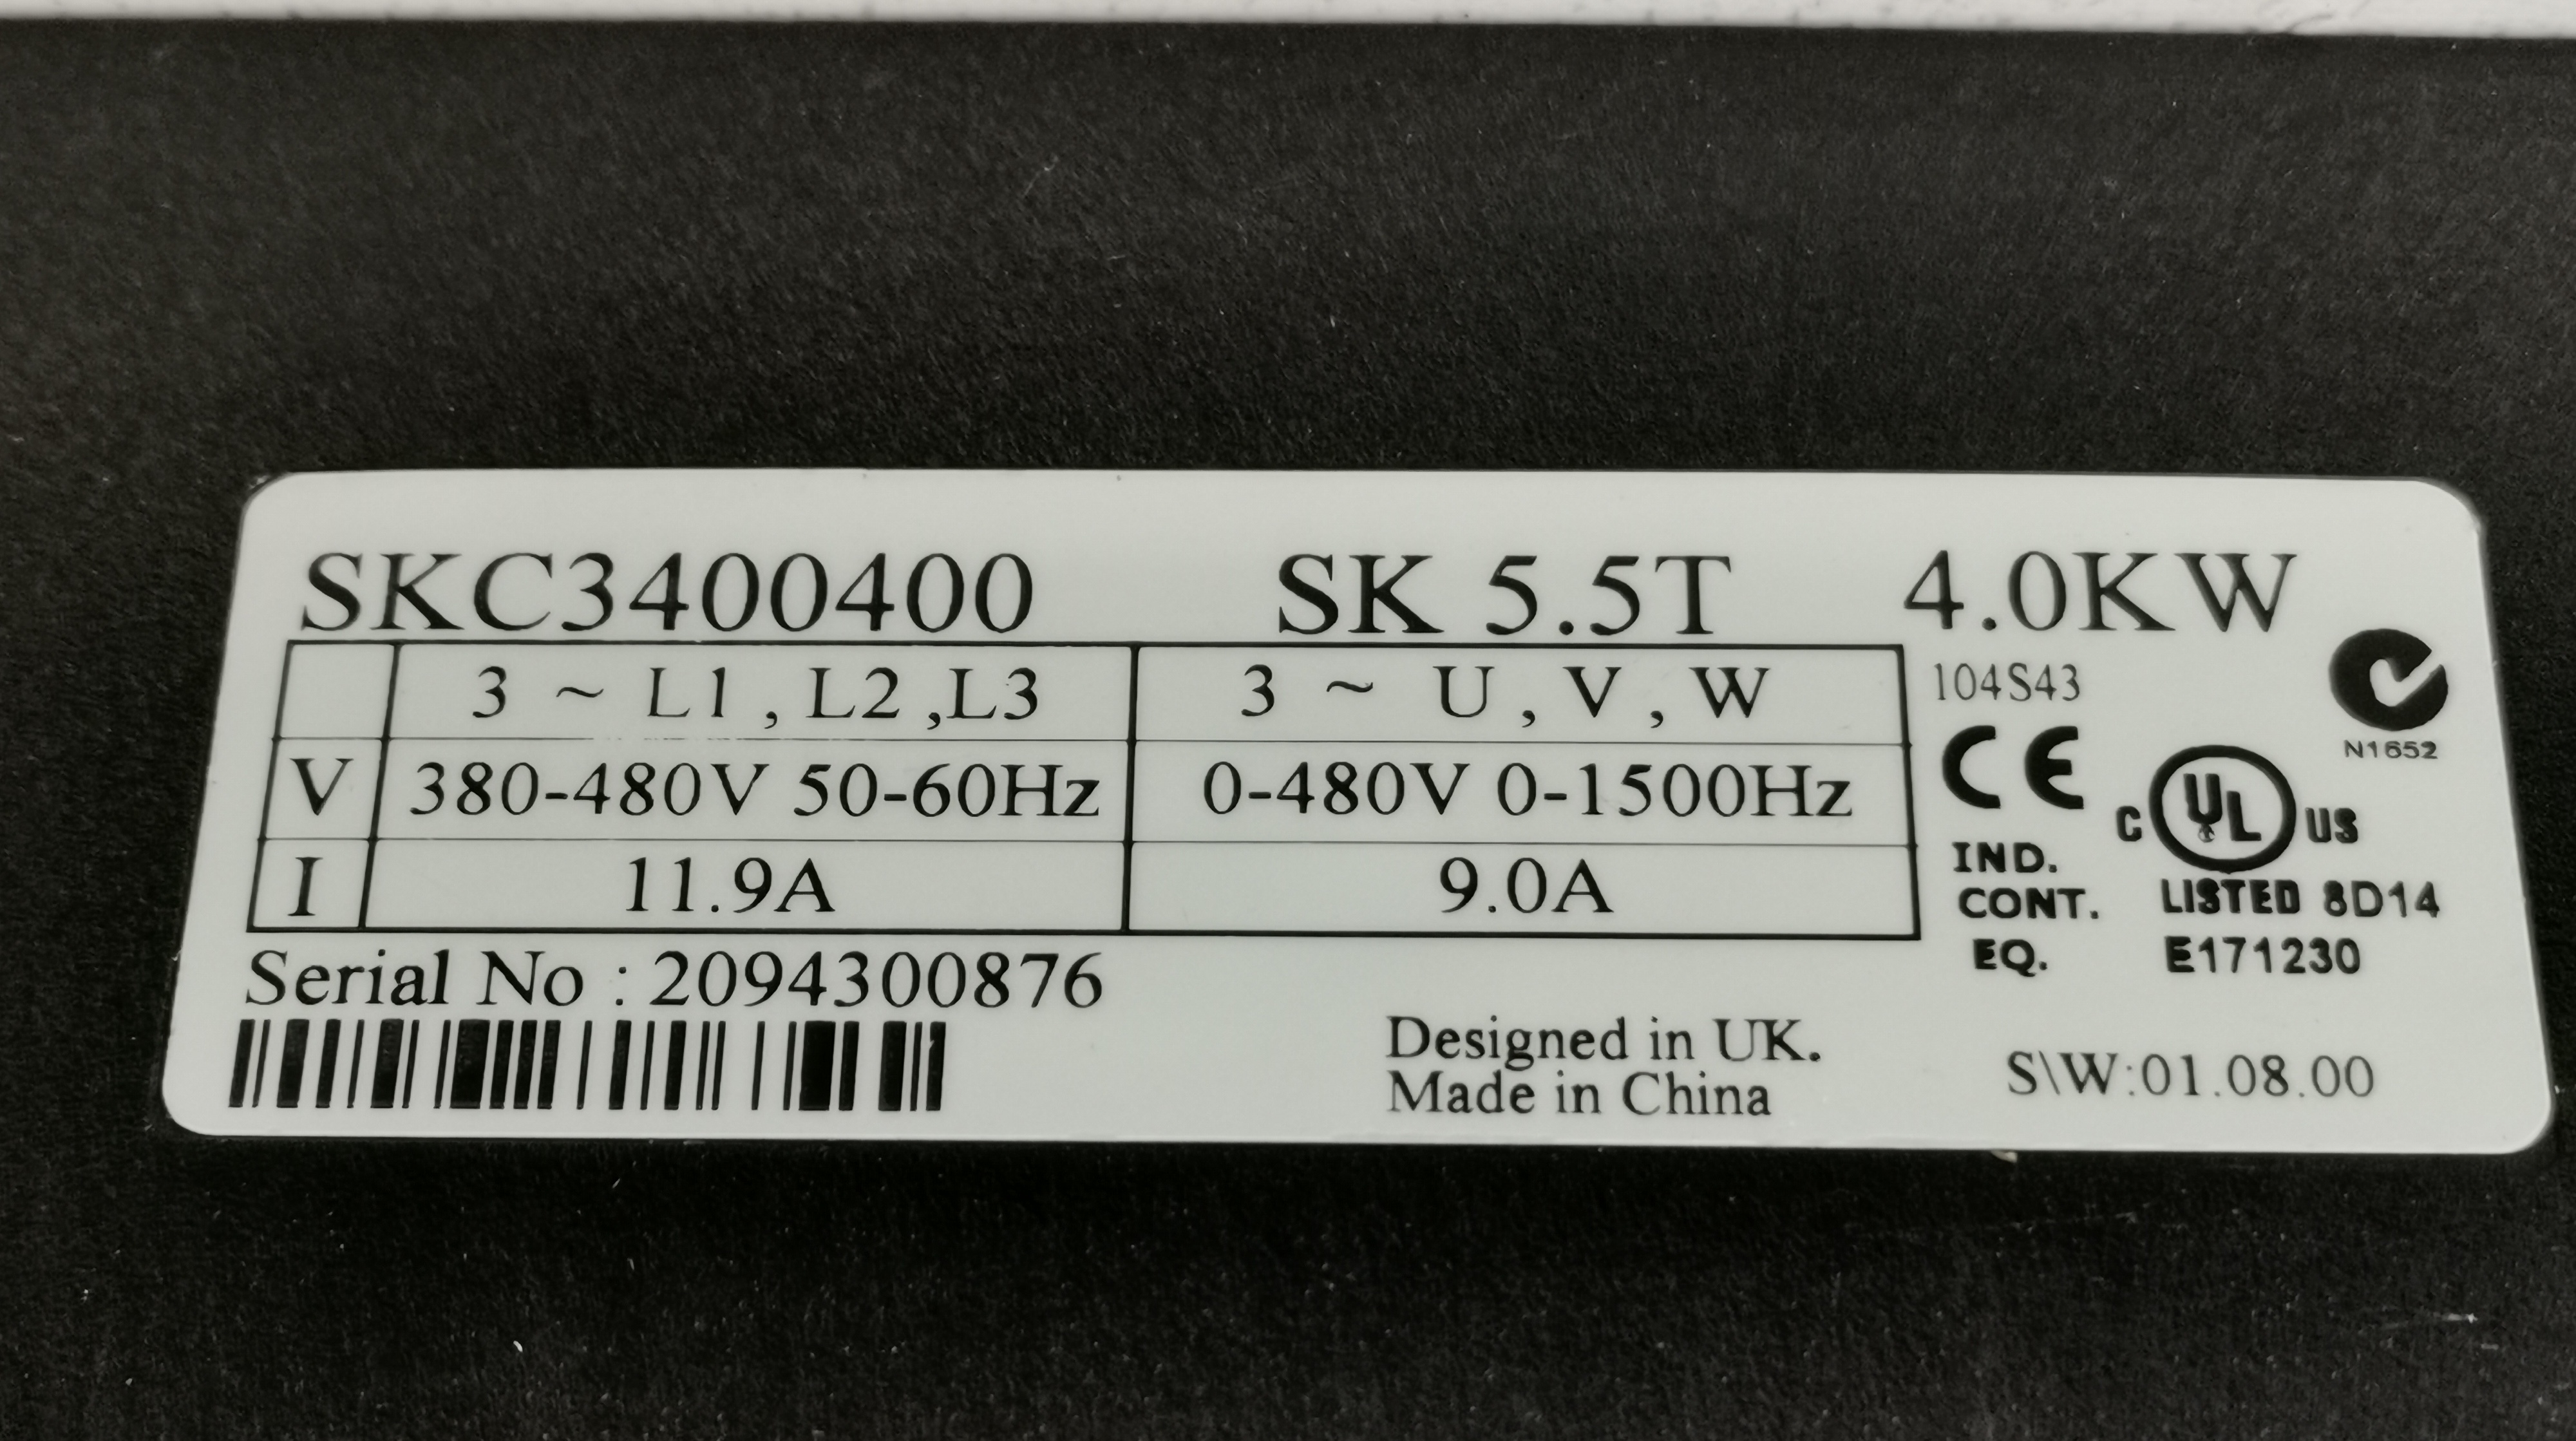 SKC3400400 SK 5.5T 4.0KW
3 ~ L1 , L2 ,L3 3 ~ U , V , W
104S43
N1652
V 380-480V 50-60Hz 0-480V 0-1500Hz
CE
C UL US
I 11.9A 9.0A
IND.
CONT.
EQ.
LISTED 8D14
E171230
Serial No : 2094300876
Designed in UK.
Made in China
S\W:01.08.00